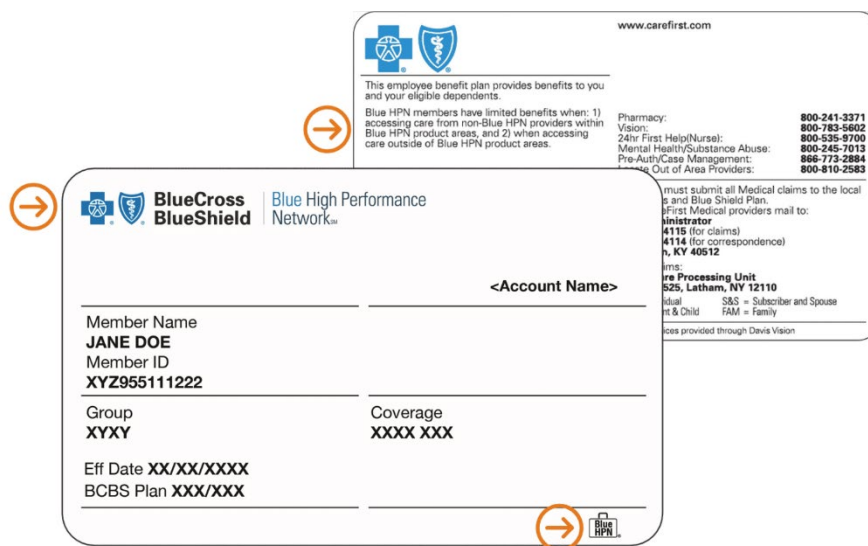 www.carefirst.com
This employee benefit plan provides benefits to you
and your eligible dependents.
Blue HPN members have limited benefits when: 1)
accessing care from non-Blue HPN providers within
Blue HPN product areas, and 2) when accessing
care outside of Blue HPN product areas.
Pharmacy: 800-241-3371
Vision: 800-783-5602
24hr First Help(Nurse): 800-535-9700
Mental Health/Substance Abuse: 800-245-7013
Pre-Auth/Case Management: 866-773-2884
Out of Area Providers: 800-810-2583
must submit all Medical claims to the local
s and Blue Shield Plan.
eFirst Medical providers mail to:
ministrator
4115 (for claims)
4114 (for correspondence)
n, KY 40512
ims:
re Processing Unit
525, Latham, NY 12110
vidual S&S = Subscriber and Spouse
nt & Child FAM = Family
ices provided through Davis Vision
BlueCross
BlueShield
Blue High Performance
Network SM
<Account Name>
Member Name
JANE DOE
Member ID
XYZ955111222
Group
XYXY
Coverage
XXXX XXX
Eff Date XX/XX/XXXX
BCBS Plan XXX/XXX
Blue
HPN